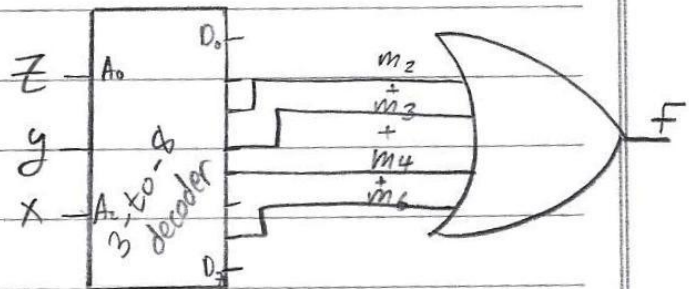 D₀
m₂
Z
A₀
+
m₃
+
F
y
m₄
+
m₆
X
A₂
3-to-8
decoder
D₇